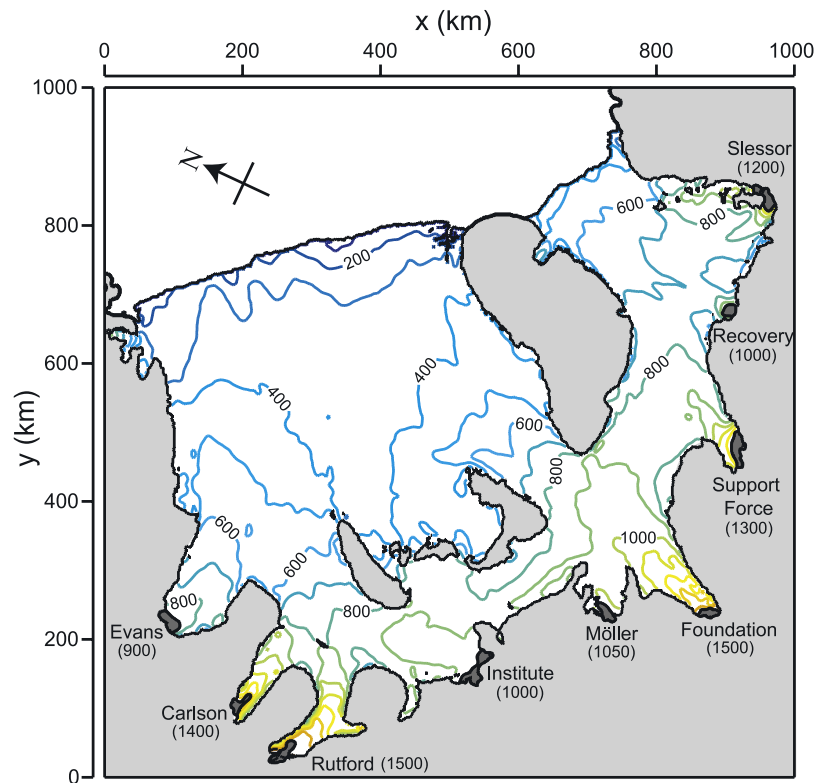 x (km)
0 200 400 600 800 1000
1000
Slessor
(1200)
N
600
800
800
200
Recovery
(1000)
600
800
400
400
y (km)
600
800
Support
Force
(1300)
400
600
1000
600
800
800
Evans
(900)
200
Möller
(1050)
Foundation
(1500)
Institute
(1000)
Carlson
(1400)
Rutford (1500)
0